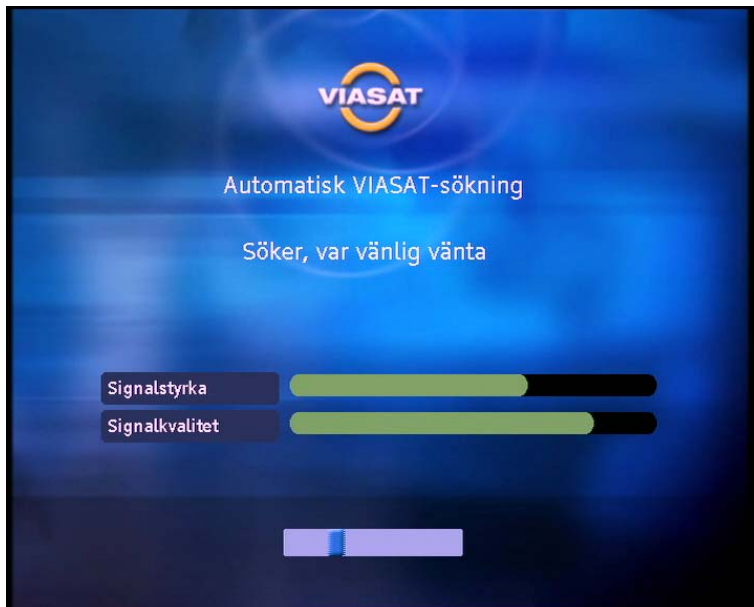 VIASAT
Automatisk VIASAT-sökning
Söker, var vänlig vänta
Signalstyrka
Signalkvalitet